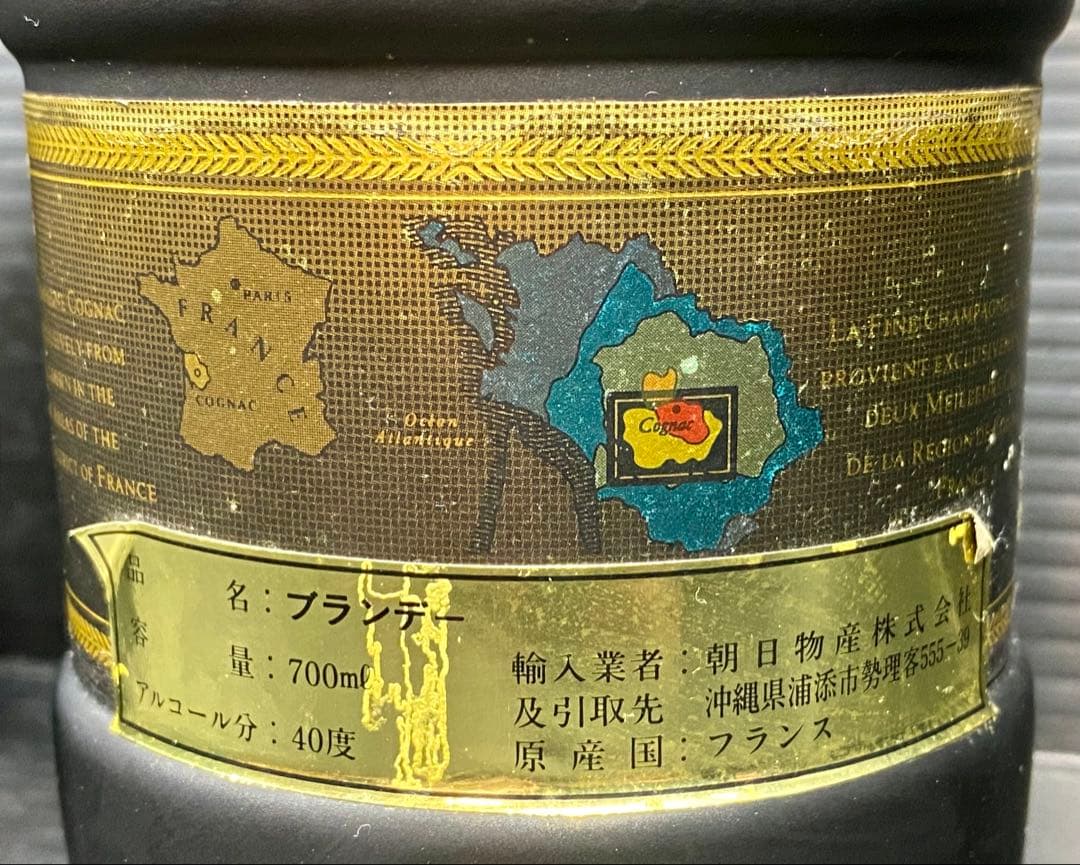 COGNAC
FROM
IN THE
OF THE
OF FRANCE
PARIS
FRANCE
COGNAC
Océan
Atlantique
Cognac
LA FINE CHAMPAGNE
PROVIENT
DEUX
DE LA
品名：ブランデー
容量：700mℓ
アルコール分：40度
輸入業者：朝日物産株式会社
及引取先 沖縄県浦添市勢理客555-39
原産国：フランス